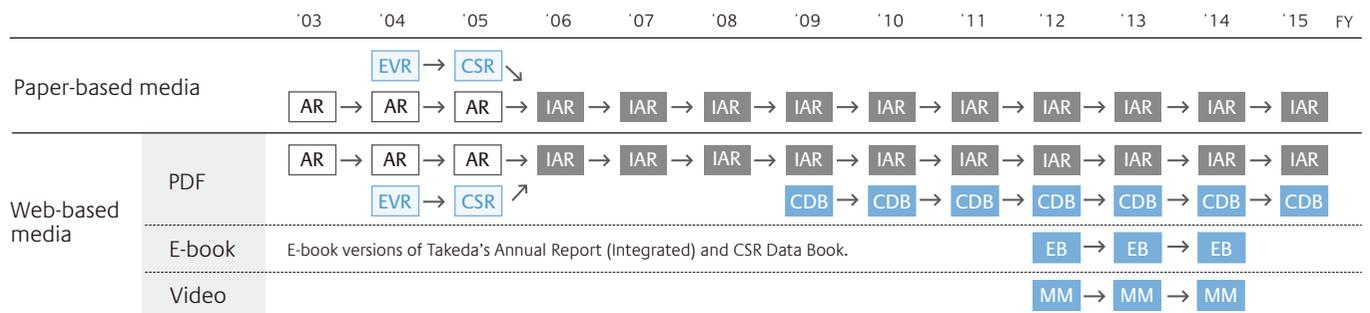 '03 '04 '05 '06 '07 '08 '09 '10 '11 '12 '13 '14 '15 FY
Paper-based media
EVR → CSR ↘
AR → AR → AR → IAR → IAR → IAR → IAR → IAR → IAR → IAR → IAR → IAR → IAR
Web-based
media
PDF
AR → AR → AR → IAR → IAR → IAR → IAR → IAR → IAR → IAR → IAR → IAR → IAR
EVR → CSR ↗ CDB → CDB → CDB → CDB → CDB → CDB → CDB
E-book
E-book versions of Takeda's Annual Report (Integrated) and CSR Data Book.
EB → EB → EB
Video
MM → MM → MM